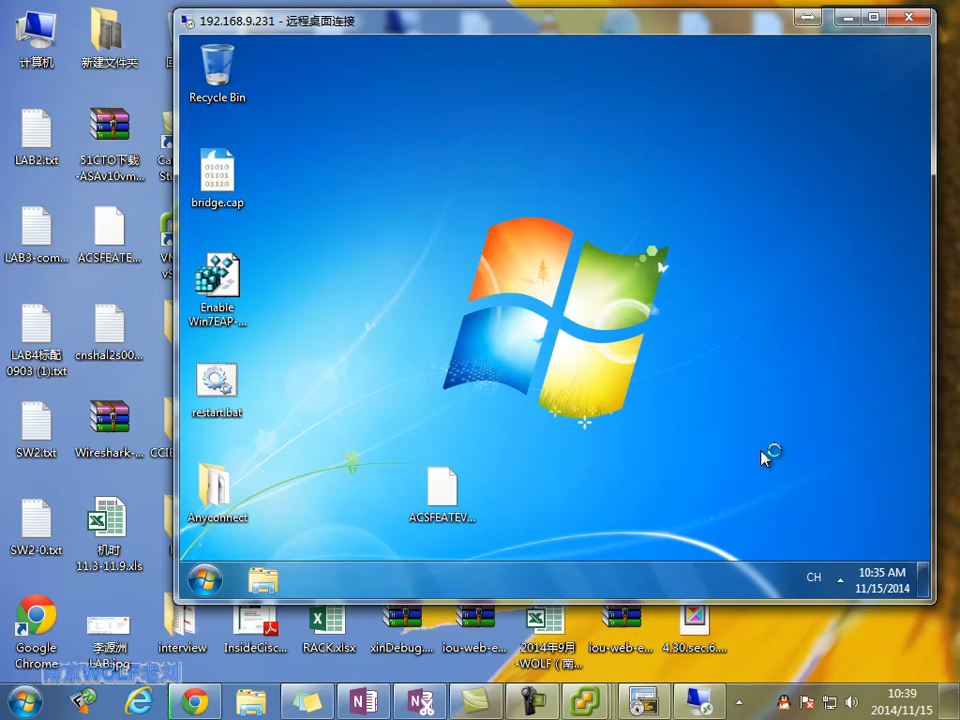 192.168.9.231 - 远程桌面连接
计算机
新建文件夹
Recycle Bin
LAB2.txt
51CTO下载
-ASAv10vm...
bridge.cap
LAB3-com...
ACSFEATE...
Enable
Win7EAP-...
LAB4标配
0903 (1).txt
cnshal2s00...
restart.bat
SW2.txt
Wireshark-...
Anyconnect
ACSFEATEV...
SW2-0.txt
机时
11.3-11.9.xls
CH
10:35 AM
11/15/2014
Google
Chrome
李源洲
LAB.jpg
interview
InsideCisc...
RACK.xlsx
xinDebug....
iou-web-e...
2014年9月
-WOLF（南...
iou-web-e...
4.30.sec.6....
10:39
2014/11/15